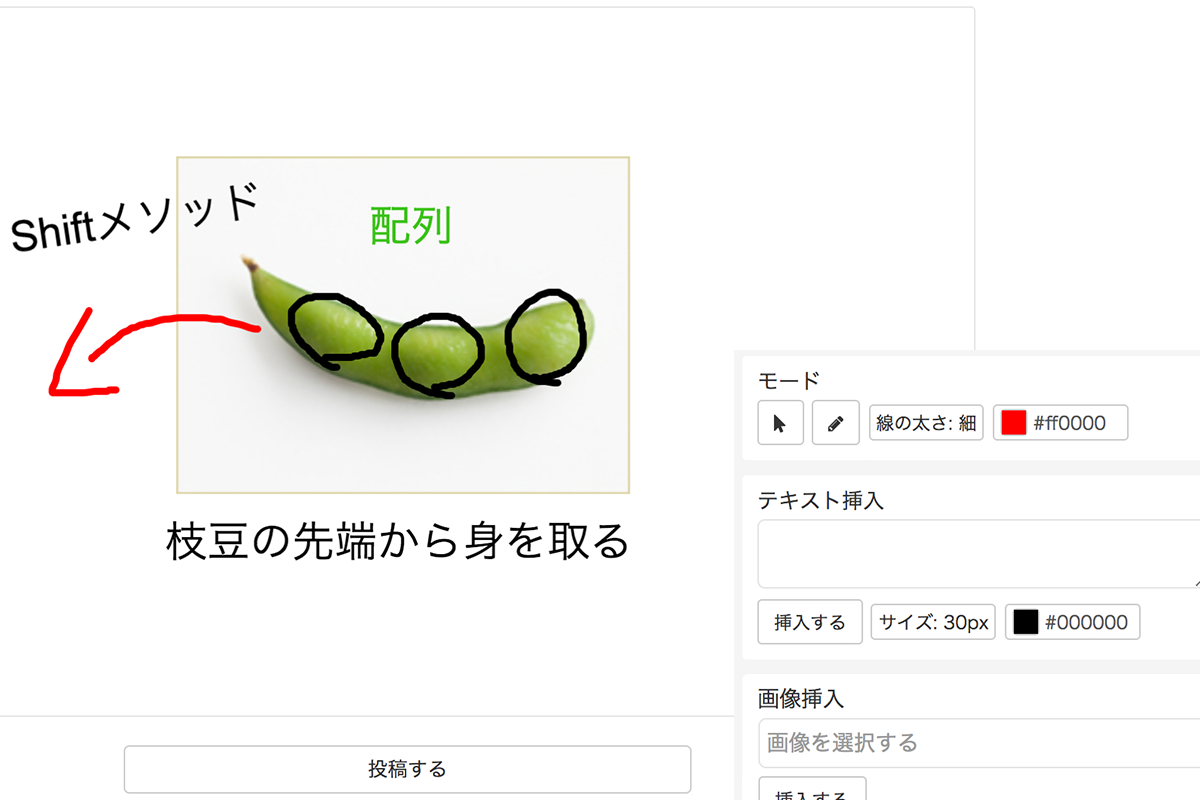 Shiftメソッド
配列
枝豆の先端から身を取る
投稿する
モード
線の太さ: 細
#ff0000
テキスト挿入
挿入する
サイズ: 30px
#000000
画像挿入
画像を選択する
挿入する